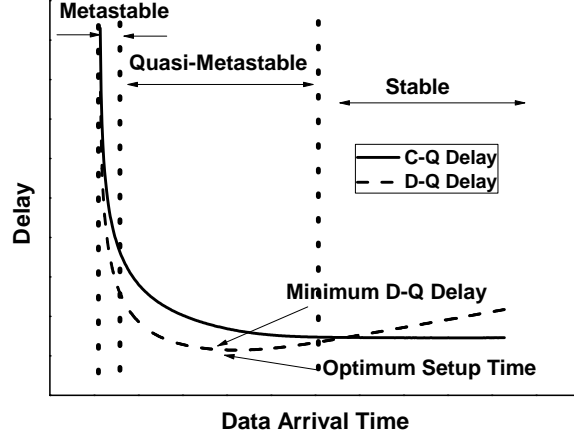 Metastable
Quasi-Metastable
Stable
C-Q Delay
D-Q Delay
Delay
Minimum D-Q Delay
Optimum Setup Time
Data Arrival Time